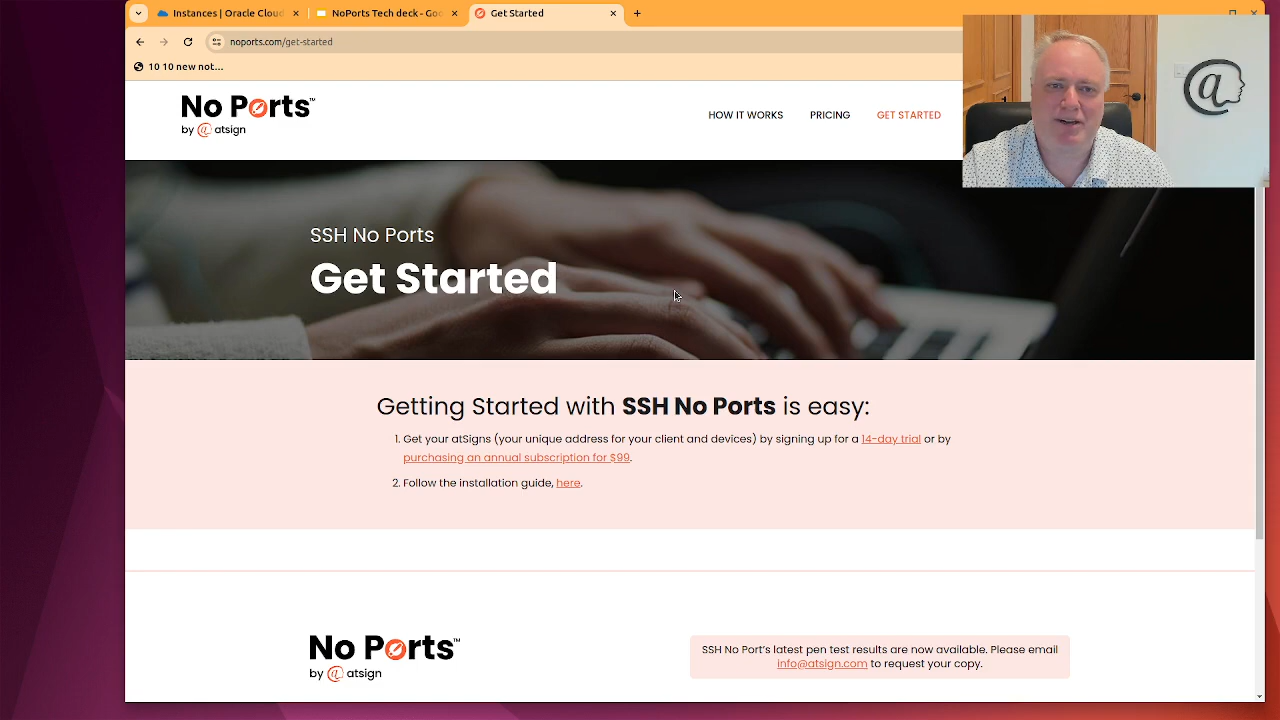 Instances | Oracle Cloud
NoPorts Tech deck - Goo
Get Started
noports.com/get-started
10 10 new not...
No Ports™
by @ atsign
HOW IT WORKS
PRICING
GET STARTED
@
SSH No Ports
Get Started
Getting Started with SSH No Ports is easy:
1. Get your atSigns (your unique address for your client and devices) by signing up for a 14-day trial or by
purchasing an annual subscription for $99.
2. Follow the installation guide, here.
No Ports™
by @ atsign
SSH No Port's latest pen test results are now available. Please email
info@atsign.com to request your copy.